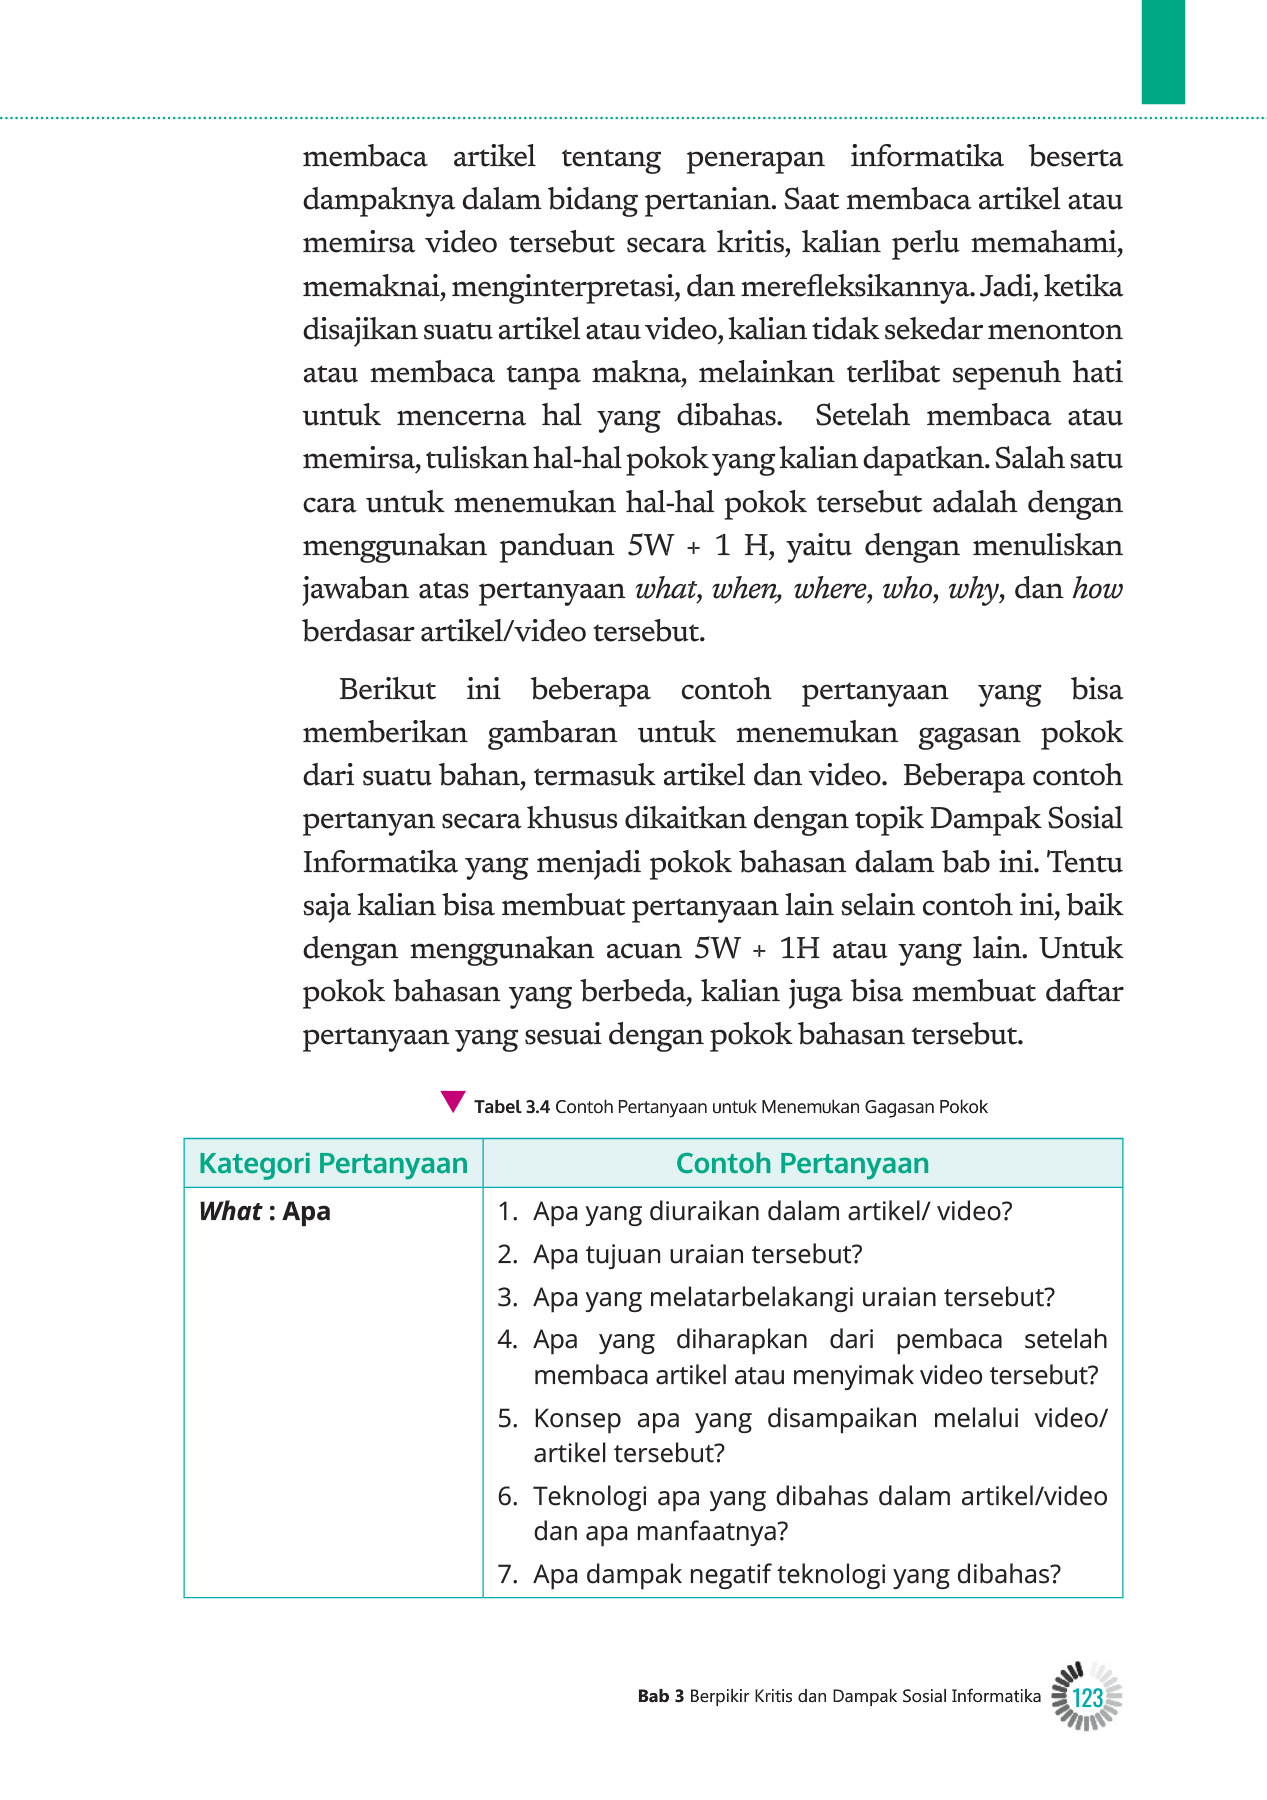 membaca artikel tentang penerapan informatika beserta
dampaknya dalam bidang pertanian. Saat membaca artikel atau
memirsa video tersebut secara kritis, kalian perlu memahami,
memaknai, menginterpretasi, dan merefleksikannya. Jadi, ketika
disajikan suatu artikel atau video, kalian tidak sekedar menonton
atau membaca tanpa makna, melainkan terlibat sepenuh hati
untuk mencerna hal yang dibahas. Setelah membaca atau
memirsa, tuliskan hal-hal pokok yang kalian dapatkan. Salah satu
cara untuk menemukan hal-hal pokok tersebut adalah dengan
menggunakan panduan 5W + 1 H, yaitu dengan menuliskan
jawaban atas pertanyaan what, when, where, who, why, dan how
berdasar artikel/video tersebut.
Berikut ini beberapa contoh pertanyaan yang bisa
memberikan gambaran untuk menemukan gagasan pokok
dari suatu bahan, termasuk artikel dan video. Beberapa contoh
pertanyan secara khusus dikaitkan dengan topik Dampak Sosial
Informatika yang menjadi pokok bahasan dalam bab ini. Tentu
saja kalian bisa membuat pertanyaan lain selain contoh ini, baik
dengan menggunakan acuan 5W + 1H atau yang lain. Untuk
pokok bahasan yang berbeda, kalian juga bisa membuat daftar
pertanyaan yang sesuai dengan pokok bahasan tersebut.
Tabel 3.4 Contoh Pertanyaan untuk Menemukan Gagasan Pokok
Kategori Pertanyaan Contoh Pertanyaan
What : Apa
1. Apa yang diuraikan dalam artikel/ video?
2. Apa tujuan uraian tersebut?
3. Apa yang melatarbelakangi uraian tersebut?
4. Apa yang diharapkan dari pembaca setelah
membaca artikel atau menyimak video tersebut?
5. Konsep apa yang disampaikan melalui video/
artikel tersebut?
6. Teknologi apa yang dibahas dalam artikel/video
dan apa manfaatnya?
7. Apa dampak negatif teknologi yang dibahas?
Bab 3 Berpikir Kritis dan Dampak Sosial Informatika 123